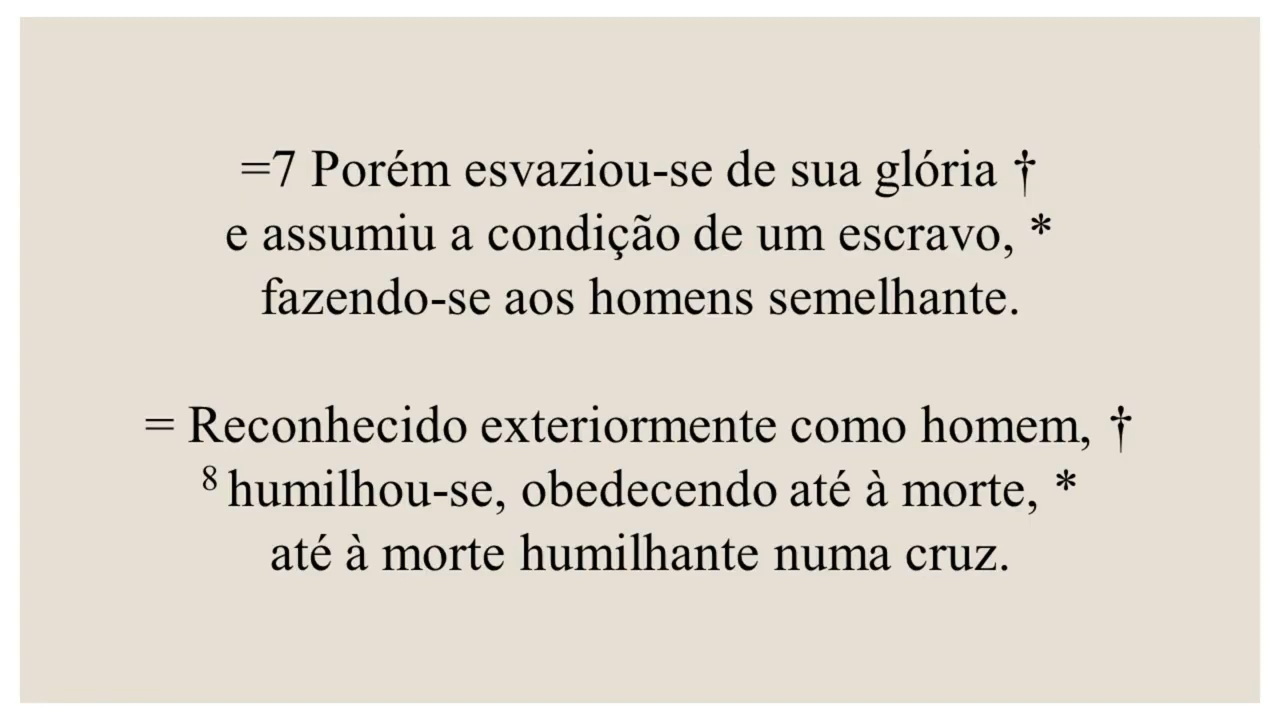 =7 Porém esvaziou-se de sua glória †
e assumiu a condição de um escravo, *
fazendo-se aos homens semelhante.
= Reconhecido exteriormente como homem, †
⁸ humilhou-se, obedecendo até à morte, *
até à morte humilhante numa cruz.